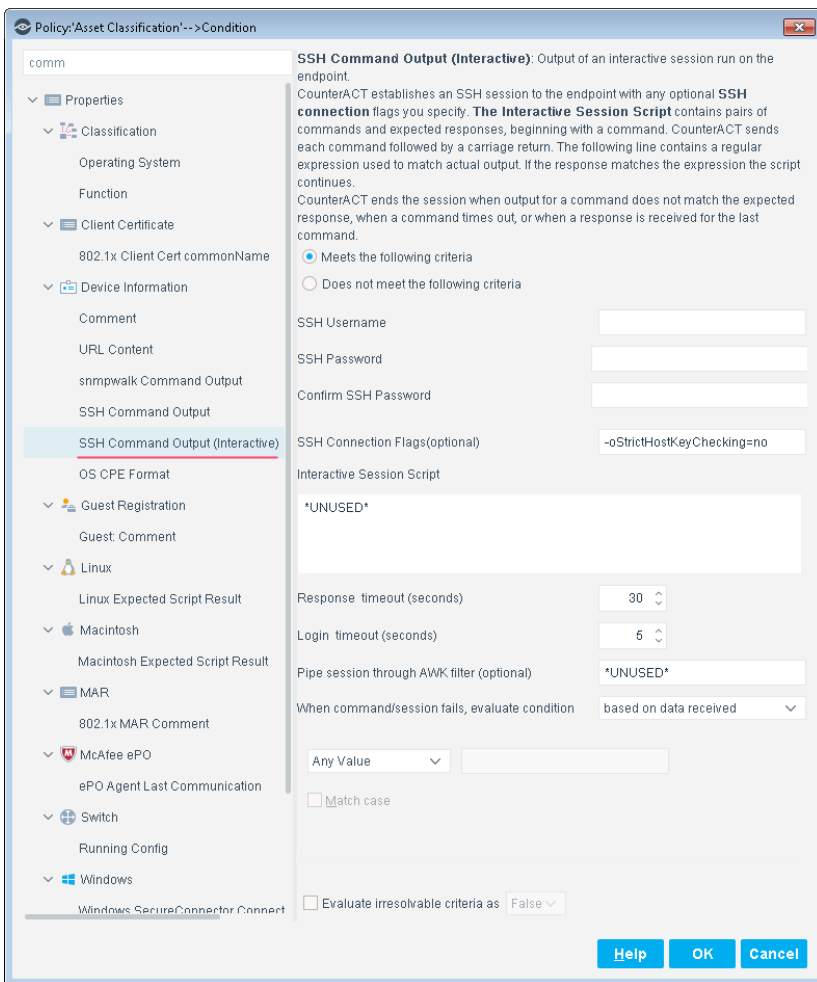 Policy:'Asset Classification'-->Condition
comm
Properties
Classification
Operating System
Function
Client Certificate
802.1x Client Cert commonName
Device Information
Comment
URL Content
snmpwalk Command Output
SSH Command Output
SSH Command Output (Interactive)
OS CPE Format
Guest Registration
Guest: Comment
Linux
Linux Expected Script Result
Macintosh
Macintosh Expected Script Result
MAR
802.1x MAR Comment
McAfee ePO
ePO Agent Last Communication
Switch
Running Config
Windows
Windows SecureConnector Connect
SSH Command Output (Interactive): Output of an interactive session run on the
endpoint.
CounterACT establishes an SSH session to the endpoint with any optional SSH
connection flags you specify. The Interactive Session Script contains pairs of
commands and expected responses, beginning with a command. CounterACT sends
each command followed by a carriage return. The following line contains a regular
expression used to match actual output. If the response matches the expression the script
continues.
CounterACT ends the session when output for a command does not match the expected
response, when a command times out, or when a response is received for the last
command.
Meets the following criteria
Does not meet the following criteria
SSH Username
SSH Password
Confirm SSH Password
SSH Connection Flags(optional) -oStrictHostKeyChecking=no
Interactive Session Script
*UNUSED*
Response timeout (seconds) 30
Login timeout (seconds) 5
Pipe session through AWK filter (optional) *UNUSED*
When command/session fails, evaluate condition based on data received
Any Value
Match case
Evaluate irresolvable criteria as False
Help OK Cancel